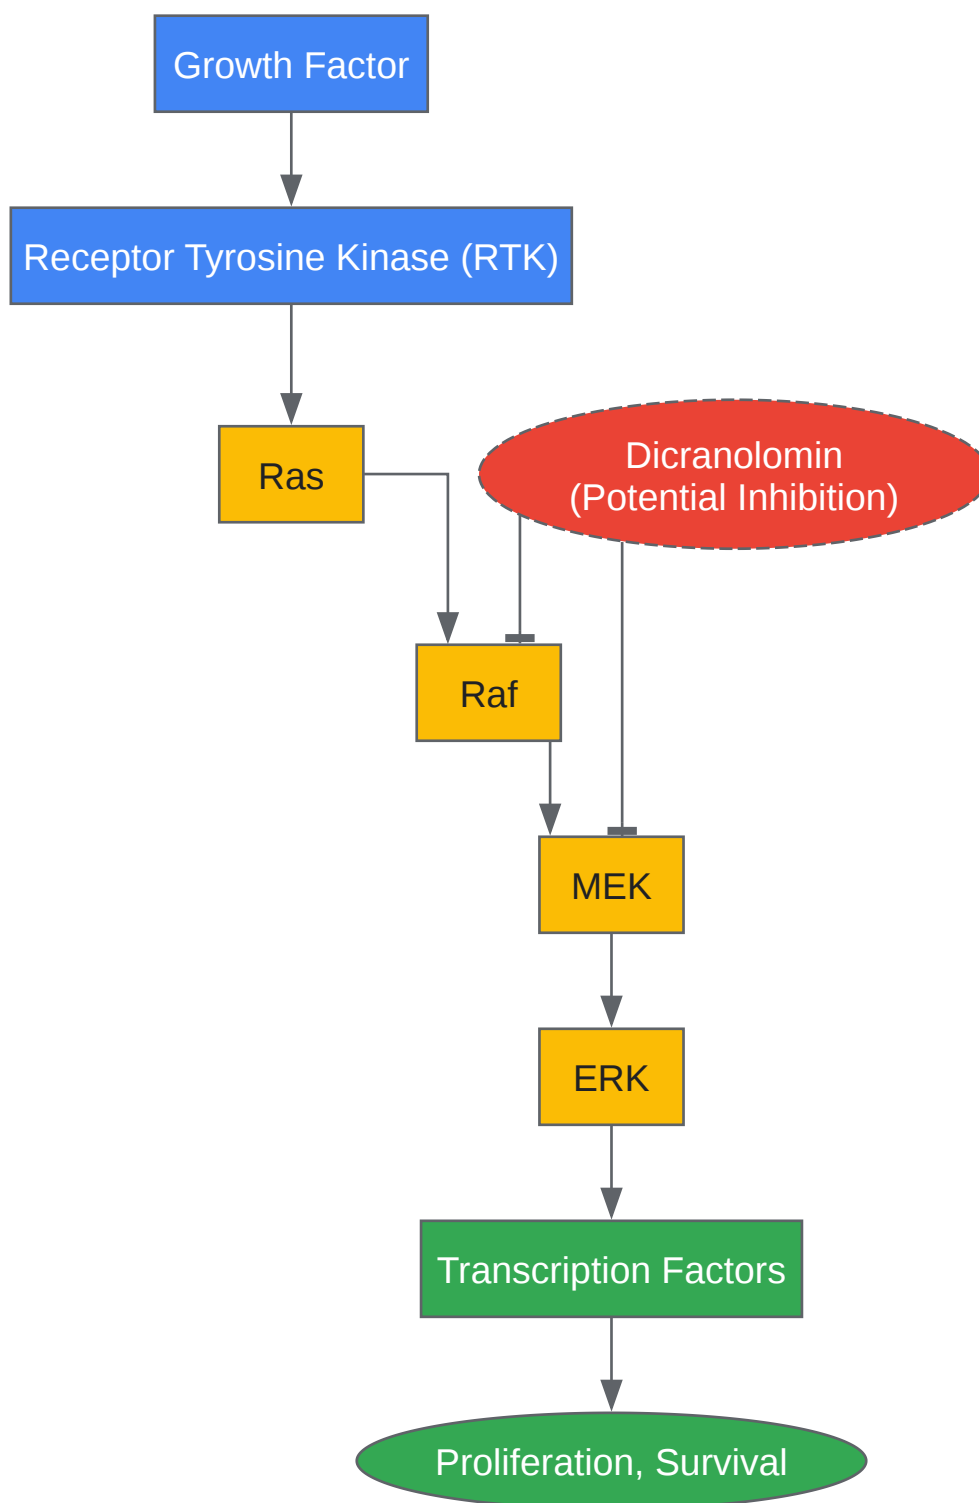 Growth Factor
Receptor Tyrosine Kinase (RTK)
Ras
Dicranolomin
(Potential Inhibition)
Raf
MEK
ERK
Transcription Factors
Proliferation, Survival